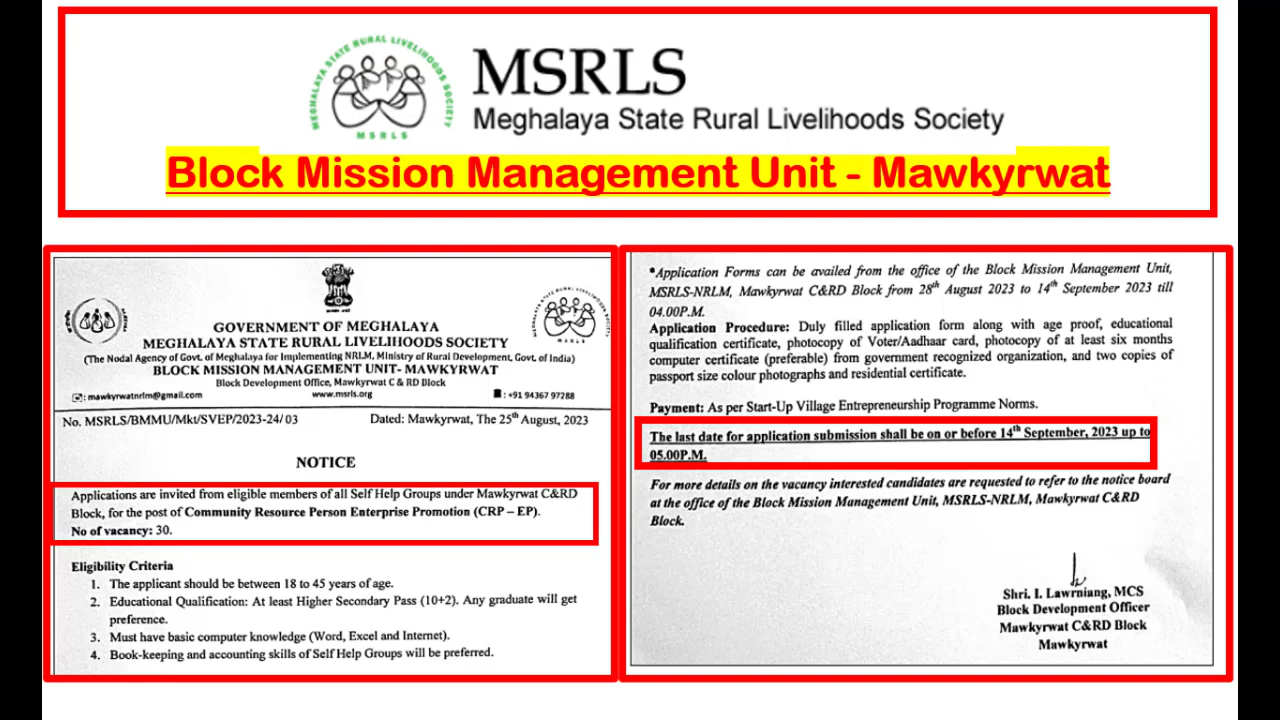 MEGHALAYA STATE RURAL LIVELIHOODS SOCIETY
MSRLS
MSRLS
Meghalaya State Rural Livelihoods Society
Block Mission Management Unit - Mawkyrwat
GOVERNMENT OF MEGHALAYA
MEGHALAYA STATE RURAL LIVELIHOODS SOCIETY
(The Nodal Agency of Govt. of Meghalaya for Implementing NRLM, Ministry of Rural Development, Govt. of India)
BLOCK MISSION MANAGEMENT UNIT- MAWKYRWAT
Block Development Office, Mawkyrwat C & RD Block
: mawkyrwatnrlm@gmail.com www.msrls.org : +91 94367 97288
No. MSRLS/BMMU/Mkt/SVEP/2023-24/ 03 Dated: Mawkyrwat, The 25th August, 2023
NOTICE
Applications are invited from eligible members of all Self Help Groups under Mawkyrwat C&RD
Block, for the post of Community Resource Person Enterprise Promotion (CRP – EP).
No of vacancy: 30.
Eligibility Criteria
1. The applicant should be between 18 to 45 years of age.
2. Educational Qualification: At least Higher Secondary Pass (10+2). Any graduate will get
preference.
3. Must have basic computer knowledge (Word, Excel and Internet).
4. Book-keeping and accounting skills of Self Help Groups will be preferred.
*Application Forms can be availed from the office of the Block Mission Management Unit,
MSRLS-NRLM, Mawkyrwat C&RD Block from 28th August 2023 to 14th September 2023 till
04.00P.M.
Application Procedure: Duly filled application form along with age proof, educational
qualification certificate, photocopy of Voter/Aadhaar card, photocopy of at least six months
computer certificate (preferable) from government recognized organization, and two copies of
passport size colour photographs and residential certificate.
Payment: As per Start-Up Village Entrepreneurship Programme Norms.
The last date for application submission shall be on or before 14th September, 2023 up to
05.00P.M.
For more details on the vacancy interested candidates are requested to refer to the notice board
at the office of the Block Mission Management Unit, MSRLS-NRLM, Mawkyrwat C&RD
Block.
Shri. I. Lawrniang, MCS
Block Development Officer
Mawkyrwat C&RD Block
Mawkyrwat